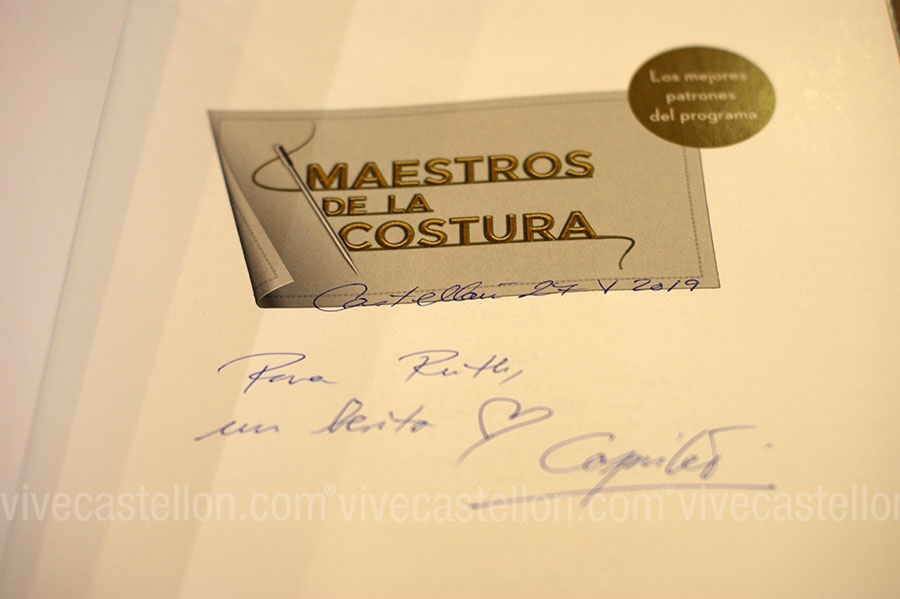 Los mejores
patrones
del programa
MAESTROS
DE LA
COSTURA
Castellón 27 V 2019
Para Ruth,
un besito
vivecastellon.com® vivecastellon.com® vivecastellon